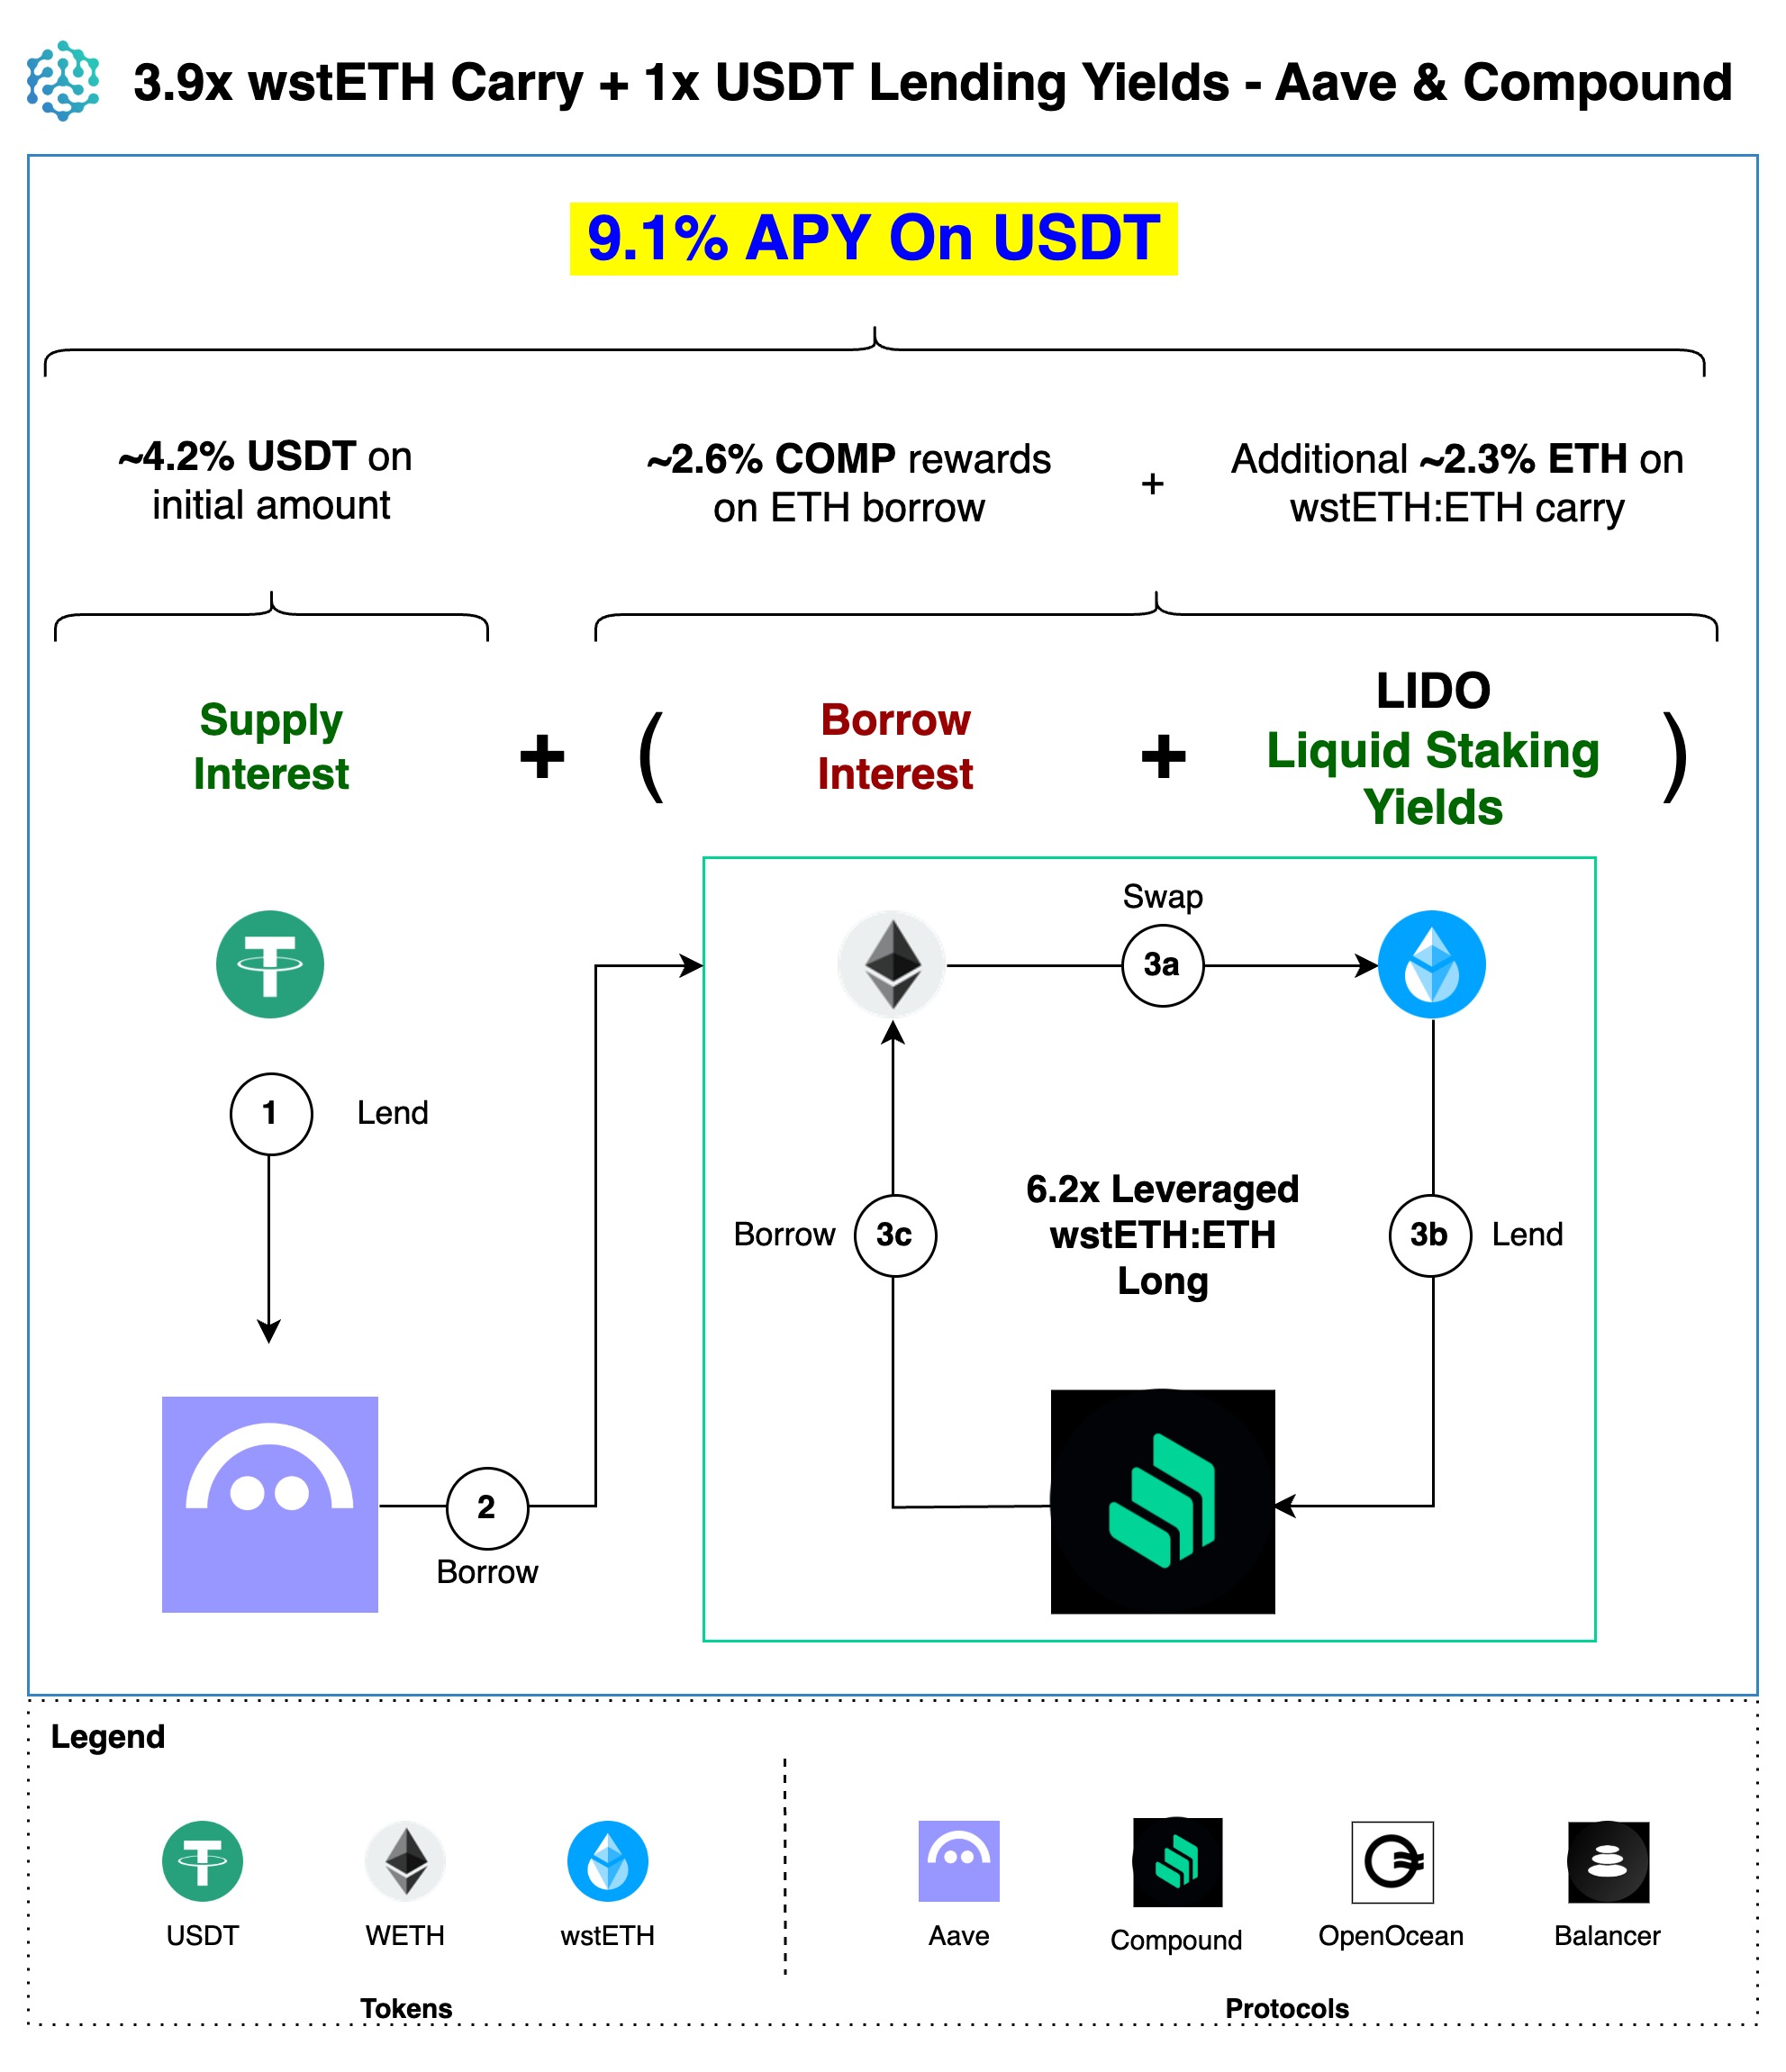 3.9x wstETH Carry + 1x USDT Lending Yields - Aave & Compound
9.1% APY On USDT
~4.2% USDT on
initial amount
~2.6% COMP rewards
on ETH borrow
+
Additional ~2.3% ETH on
wstETH:ETH carry
Supply
Interest
+
(
Borrow
Interest
+
LIDO
Liquid Staking
Yields
)
Swap
3a
1
Lend
6.2x Leveraged
wstETH:ETH
Long
Borrow
3c
3b
Lend
2
Borrow
Legend
USDT
WETH
wstETH
Aave
Compound
OpenOcean
Balancer
Tokens
Protocols